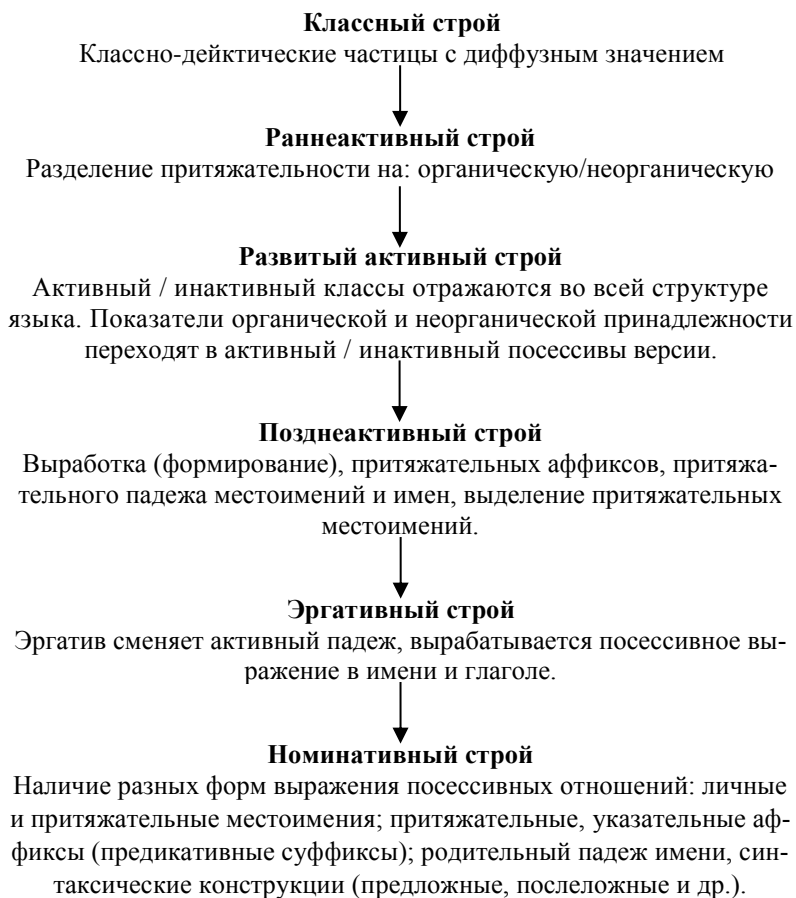 Классный строй
Классно-дейктические частицы с диффузным значением
Раннеактивный строй
Разделение притяжательности на: органическую/неорганическую
Развитый активный строй
Активный / инактивный классы отражаются во всей структуре
языка. Показатели органической и неорганической принадлежности
переходят в активный / инактивный посессивы версии.
Позднеактивный строй
Выработка (формирование), притяжательных аффиксов, притяжа-
тельного падежа местоимений и имен, выделение притяжательных
местоимений.
Эргативный строй
Эргатив сменяет активный падеж, вырабатывается посессивное вы-
ражение в имени и глаголе.
Номинативный строй
Наличие разных форм выражения посессивных отношений: личные
и притяжательные местоимения; притяжательные, указательные аф-
фиксы (предикативные суффиксы); родительный падеж имени, син-
таксические конструкции (предложные, послеложные и др.).